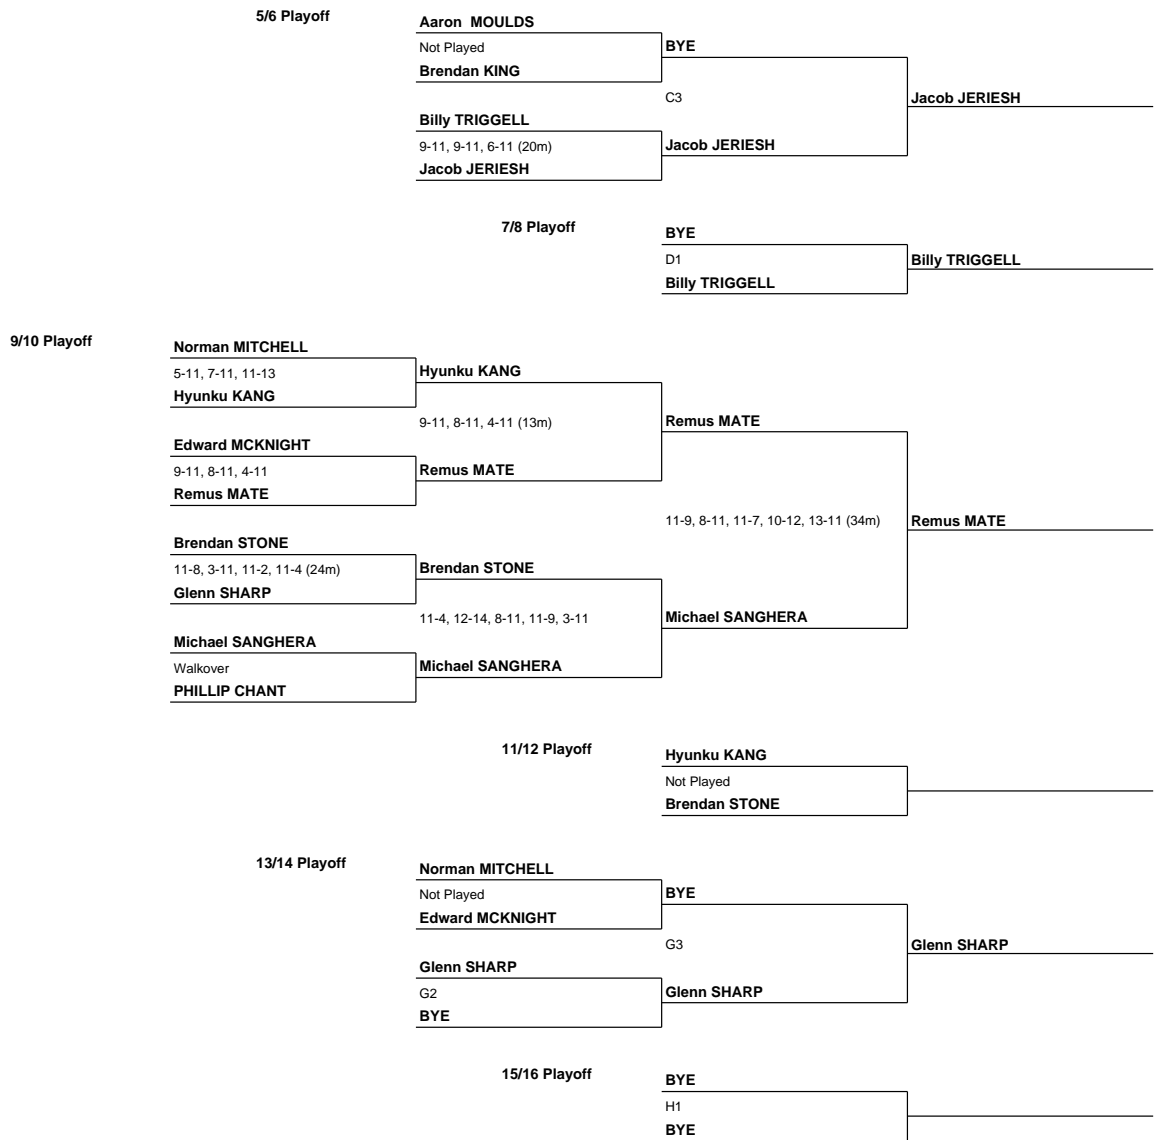 5/6 Playoff
Aaron  MOULDS
Not Played
Brendan KING
BYE
C3
Jacob JERIESH
Billy TRIGGELL
9-11, 9-11, 6-11 (20m)
Jacob JERIESH
Jacob JERIESH
7/8 Playoff
BYE
D1
Billy TRIGGELL
Billy TRIGGELL
9/10 Playoff
Norman MITCHELL
5-11, 7-11, 11-13
Hyunku KANG
Hyunku KANG
9-11, 8-11, 4-11 (13m)
Remus MATE
Edward MCKNIGHT
9-11, 8-11, 4-11
Remus MATE
Remus MATE
11-9, 8-11, 11-7, 10-12, 13-11 (34m)
Remus MATE
Brendan STONE
11-8, 3-11, 11-2, 11-4 (24m)
Glenn SHARP
Brendan STONE
11-4, 12-14, 8-11, 11-9, 3-11
Michael SANGHERA
Michael SANGHERA
Walkover
PHILLIP CHANT
Michael SANGHERA
11/12 Playoff
Hyunku KANG
Not Played
Brendan STONE
13/14 Playoff
Norman MITCHELL
Not Played
Edward MCKNIGHT
BYE
G3
Glenn SHARP
Glenn SHARP
G2
BYE
Glenn SHARP
15/16 Playoff
BYE
H1
BYE